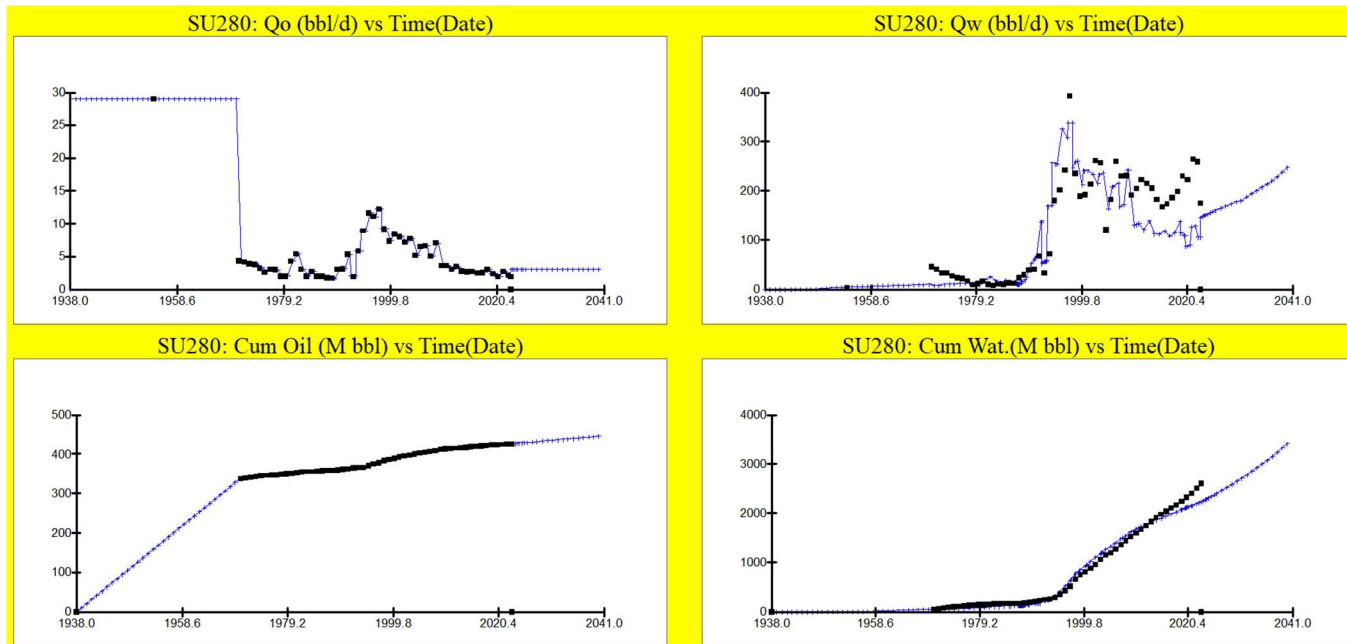 SU280: Qo (bbl/d) vs Time(Date)
30
25
20
15
10
5
0
1938.0 1958.6 1979.2 1999.8 2020.4 2041.0
SU280: Qw (bbl/d) vs Time(Date)
400
300
200
100
0
1938.0 1958.6 1979.2 1999.8 2020.4 2041.0
SU280: Cum Oil (M bbl) vs Time(Date)
500
400
300
200
100
0
1938.0 1958.6 1979.2 1999.8 2020.4 2041.0
SU280: Cum Wat.(M bbl) vs Time(Date)
4000
3000
2000
1000
0
1938.0 1958.6 1979.2 1999.8 2020.4 2041.0